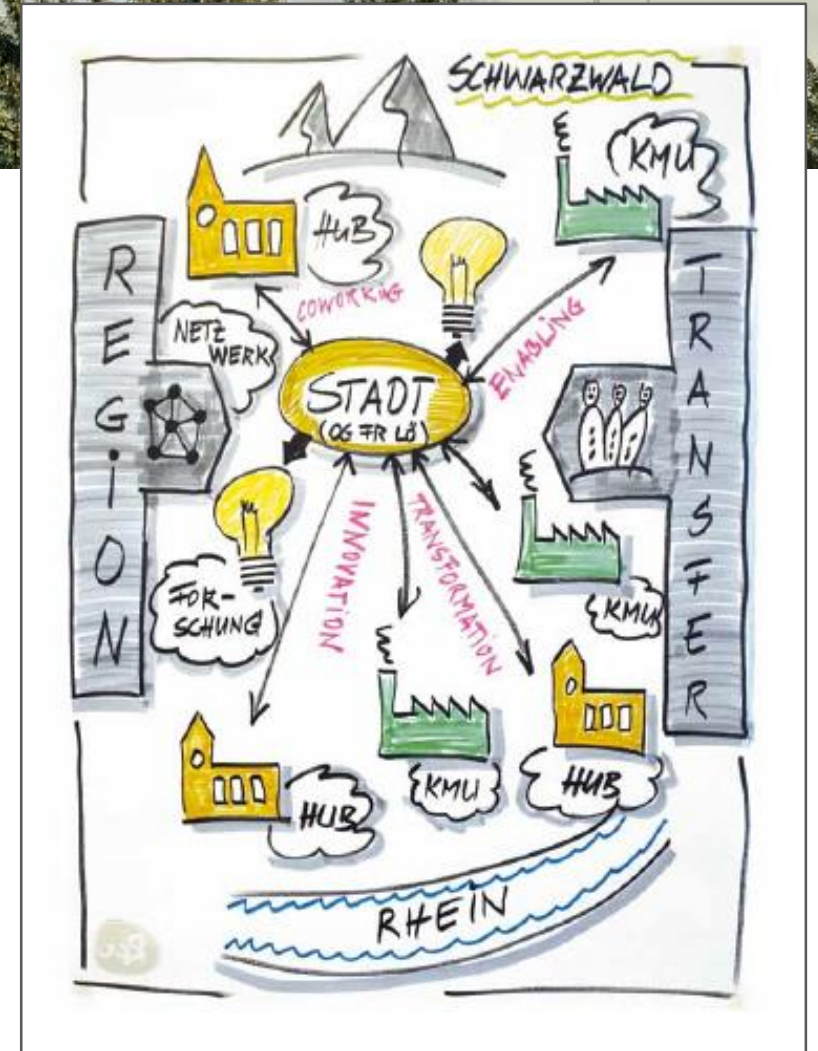 SCHWARZWALD
KMU
HUB
COWORKING
ENABLING
REGION
NETZ
WERK
STADT
(OG FR LÖ)
TRANSFER
INNOVATION
TRANSFORMATION
FOR-
SCHUNG
KMU
HUB
KMU
HUB
RHEIN